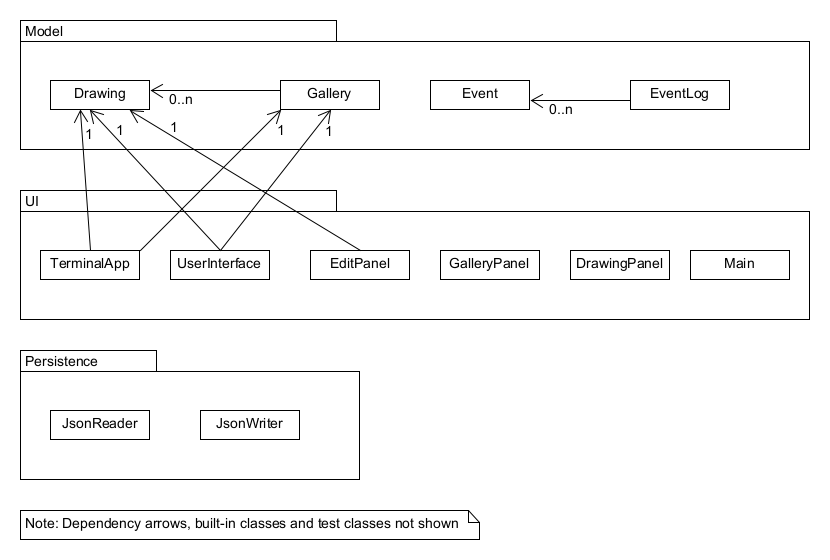 Model
Drawing
Gallery
Event
EventLog
0..n
0..n
1
1
1
1
1
UI
TerminalApp
UserInterface
EditPanel
GalleryPanel
DrawingPanel
Main
Persistence
JsonReader
JsonWriter
Note: Dependency arrows, built-in classes and test classes not shown